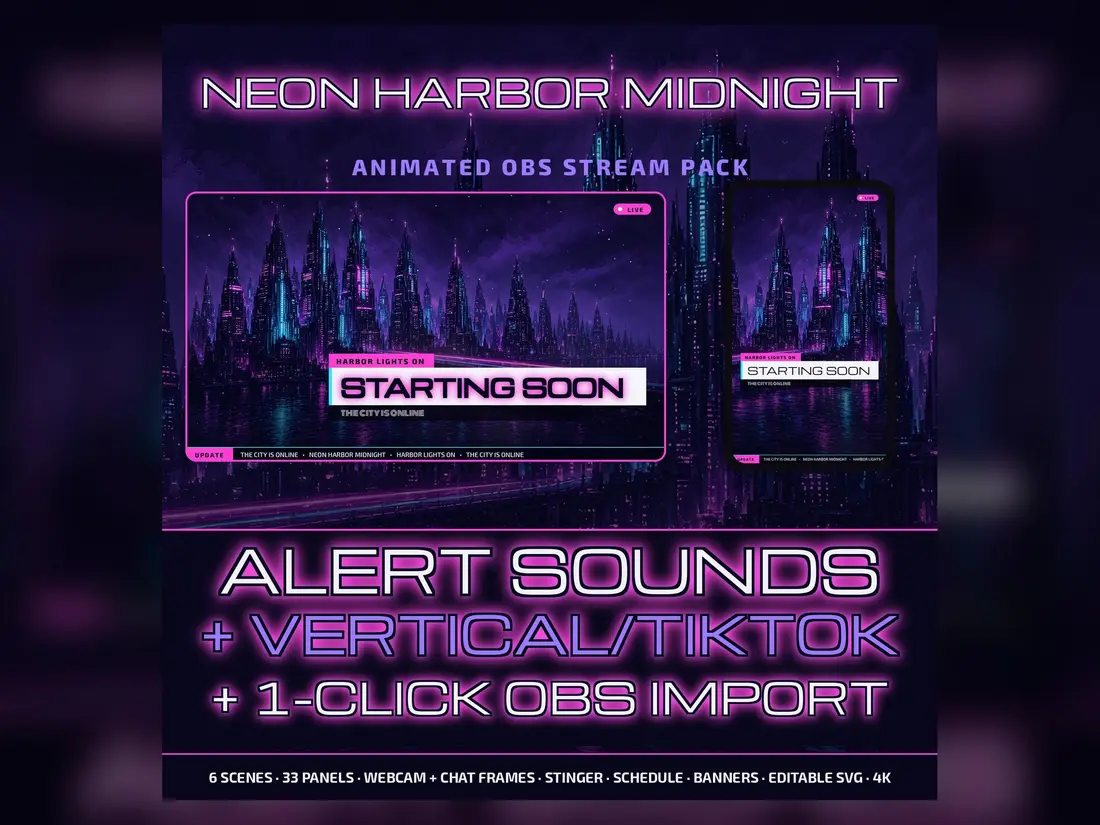 NEON HARBOR MIDNIGHT
ANIMATED OBS STREAM PACK
LIVE
HARBOR LIGHTS ON
STARTING SOON
THE CITY IS ONLINE
UPDATE THE CITY IS ONLINE • NEON HARBOR MIDNIGHT • HARBOR LIGHTS ON • THE CITY IS ONLINE
LIVE
HARBOR LIGHTS ON
STARTING SOON
THE CITY IS ONLINE
UPDATE THE CITY IS ONLINE • NEON HARBOR MIDNIGHT • HARBOR LIGHTS
ALERT SOUNDS
+ VERTICAL/TIKTOK
+ 1-CLICK OBS IMPORT
6 SCENES · 33 PANELS · WEBCAM + CHAT FRAMES · STINGER · SCHEDULE · BANNERS · EDITABLE SVG · 4K